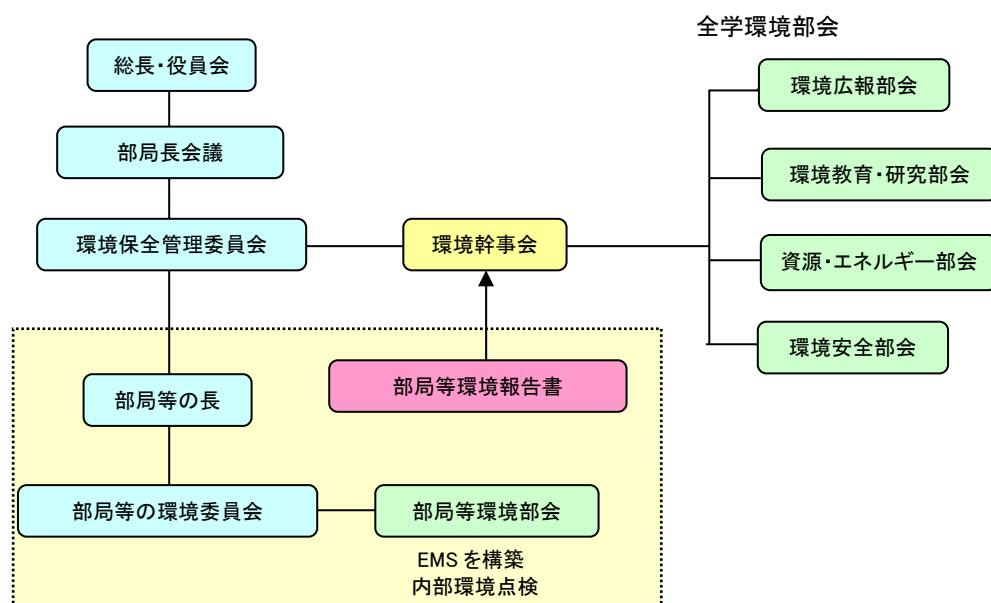 全学環境部会
総長・役員会
環境広報部会
部局長会議
環境教育・研究部会
環境保全管理委員会
環境幹事会
資源・エネルギー部会
環境安全部会
部局等の長
部局等環境報告書
部局等の環境委員会
部局等環境部会
EMSを構築
内部環境点検